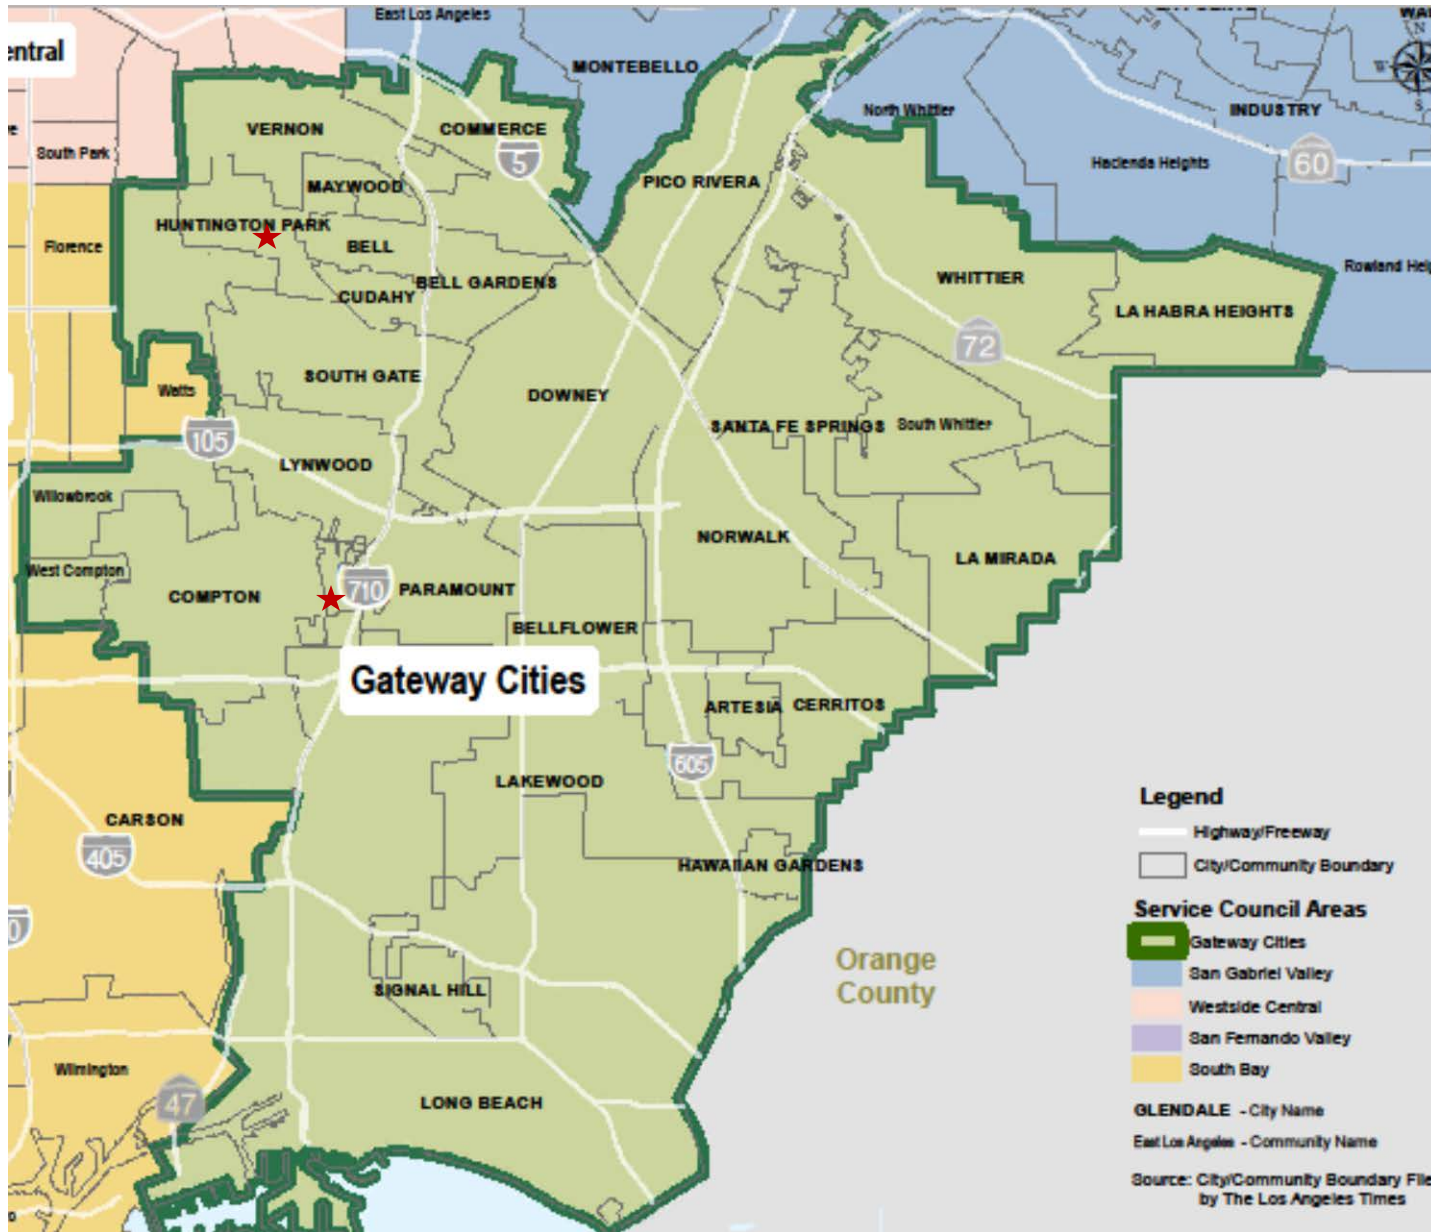 East Los Angeles
entral
MONTEBELLO
North Whittier
INDUSTRY
N
W
S
VERNON
COMMERCE
5
South Park
Hacienda Heights
60
MAYWOOD
PICO RIVERA
HUNTINGTON PARK
BELL
Florence
BELL GARDENS
CUDAHY
WHITTIER
Rowland Heig
LA HABRA HEIGHTS
72
SOUTH GATE
Watts
DOWNEY
105
SANTA FE SPRINGS
South Whittier
LYNWOOD
Willowbrook
NORWALK
LA MIRADA
West Compton
COMPTON
710
PARAMOUNT
BELLFLOWER
Gateway Cities
ARTESIA
CERRITOS
605
LAKEWOOD
CARSON
405
HAWAIIAN GARDENS
Orange
County
SIGNAL HILL
Wilmington
47
LONG BEACH
Legend
Highway/Freeway
City/Community Boundary
Service Council Areas
Gateway Cities
San Gabriel Valley
Westside Central
San Fernando Valley
South Bay
GLENDALE - City Name
East Los Angeles - Community Name
Source: City/Community Boundary File
by The Los Angeles Times